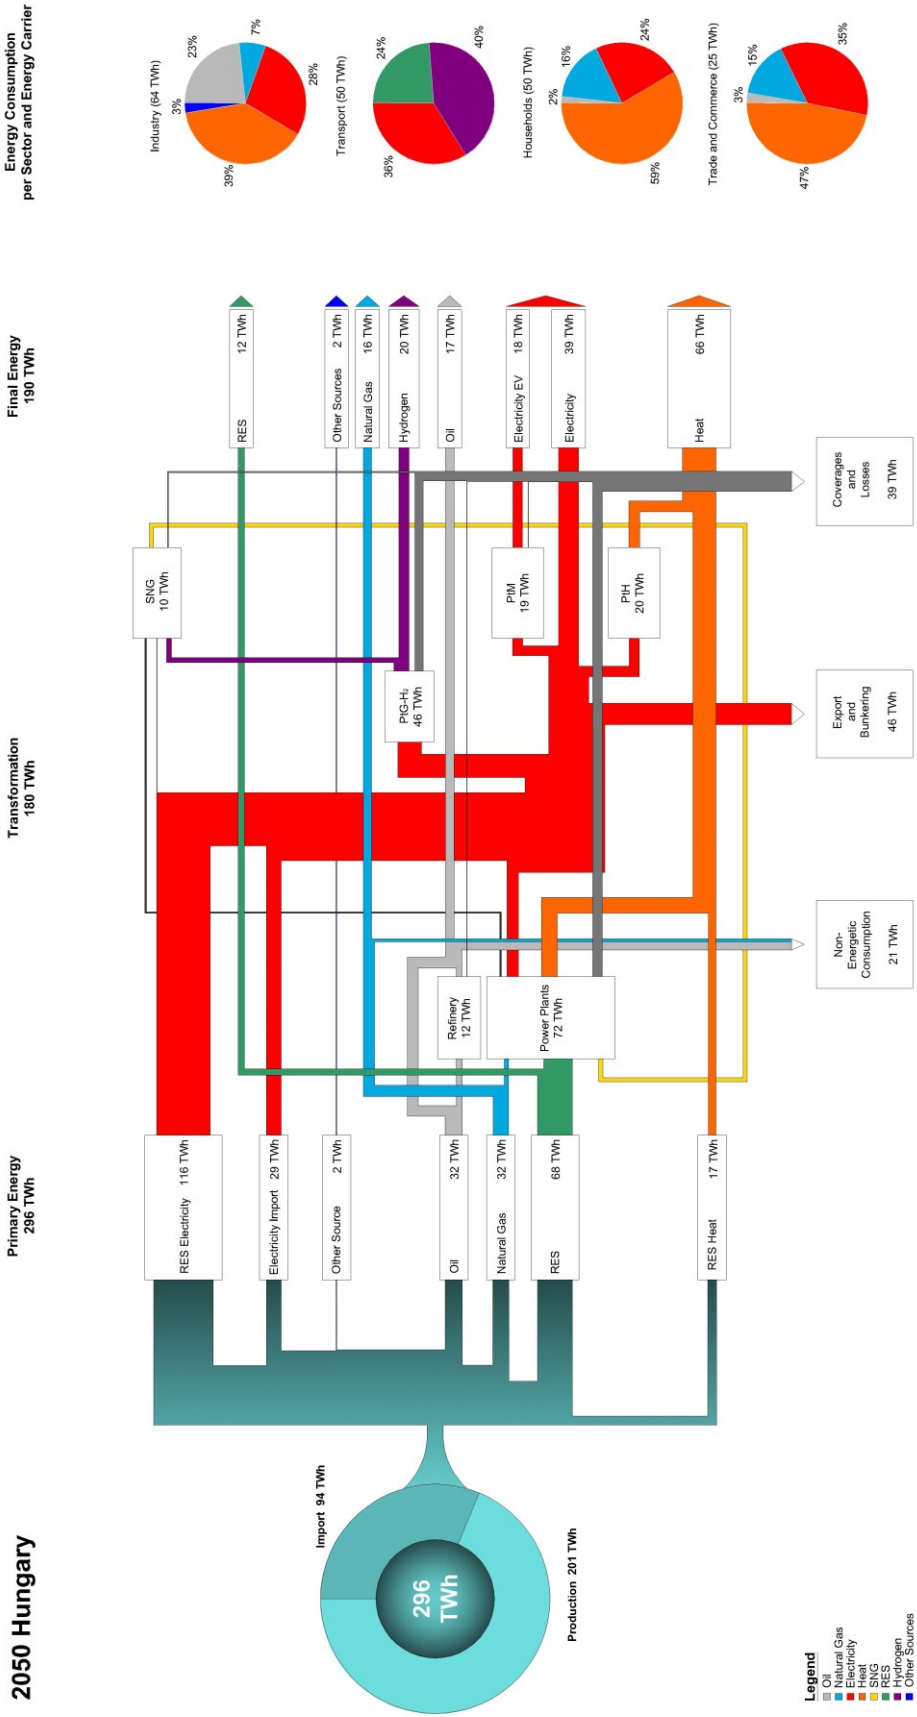 2050 Hungary
Primary Energy
296 TWh
Transformation
180 TWh
Final Energy
190 TWh
Energy Consumption
per Sector and Energy Carrier
Import 94 TWh
296
TWh
Production 201 TWh
RES Electricity 116 TWh
Electricity Import 29 TWh
Other Source 2 TWh
Oil 32 TWh
Natural Gas 32 TWh
RES 68 TWh
RES Heat 17 TWh
Refinery
12 TWh
Power Plants
72 TWh
SNG
10 TWh
PtG-H₂
46 TWh
PtM
19 TWh
PtH
20 TWh
RES 12 TWh
Other Sources 2 TWh
Natural Gas 16 TWh
Hydrogen 20 TWh
Oil 17 TWh
Electricity EV 18 TWh
Electricity 39 TWh
Heat 66 TWh
Non-
Energetic
Consumption
21 TWh
Export
and
Bunkering
46 TWh
Coverages
and
Losses
39 TWh
Industry (64 TWh)
3%
23%
7%
28%
39%
Transport (50 TWh)
24%
40%
36%
Households (50 TWh)
2%
16%
24%
59%
Trade and Commerce (25 TWh)
3%
15%
35%
47%
Legend
Oil
Natural Gas
Electricity
Heat
SNG
RES
Hydrogen
Other Sources